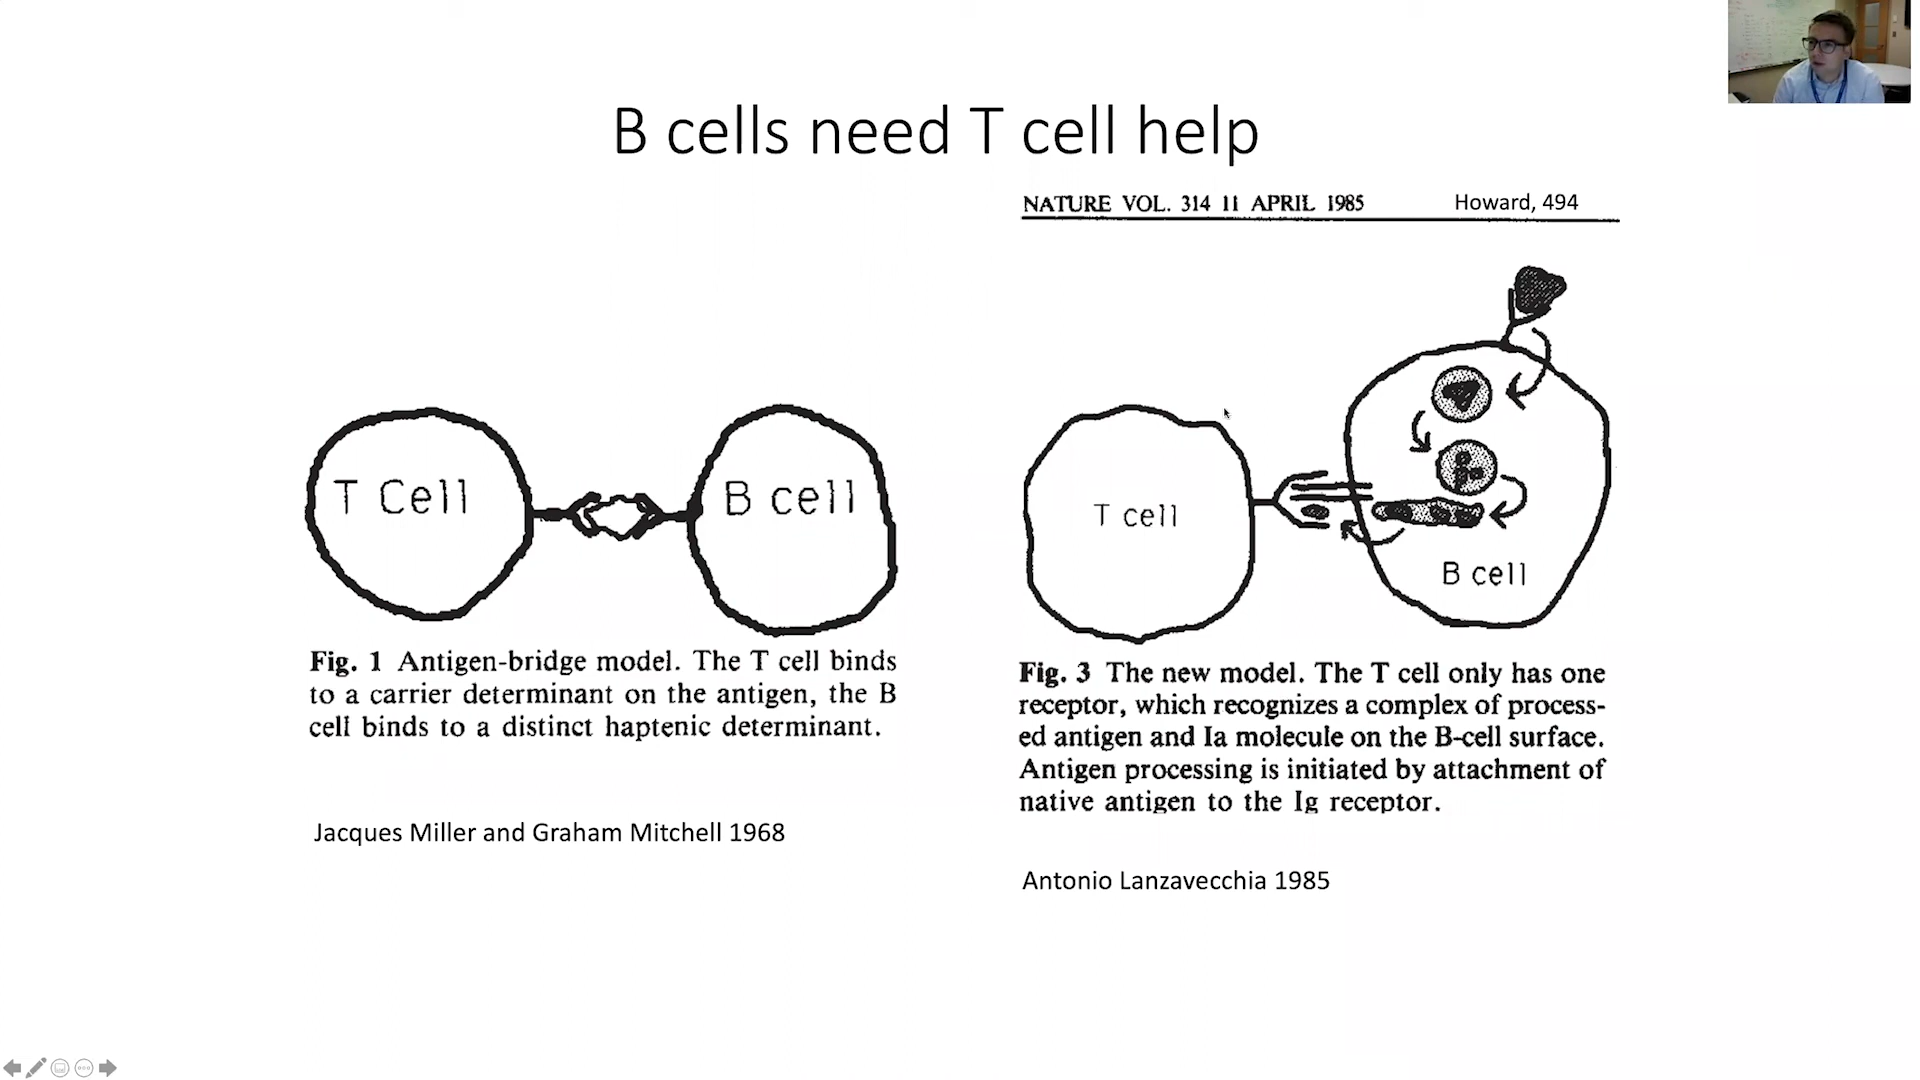 B cells need T cell help
NATURE VOL. 314 11 APRIL 1985
Howard, 494
T Cell
B cell
Fig. 1 Antigen-bridge model. The T cell binds
to a carrier determinant on the antigen, the B
cell binds to a distinct haptenic determinant.
Jacques Miller and Graham Mitchell 1968
T cell
B cell
Fig. 3 The new model. The T cell only has one
receptor, which recognizes a complex of process-
ed antigen and Ia molecule on the B-cell surface.
Antigen processing is initiated by attachment of
native antigen to the Ig receptor.
Antonio Lanzavecchia 1985